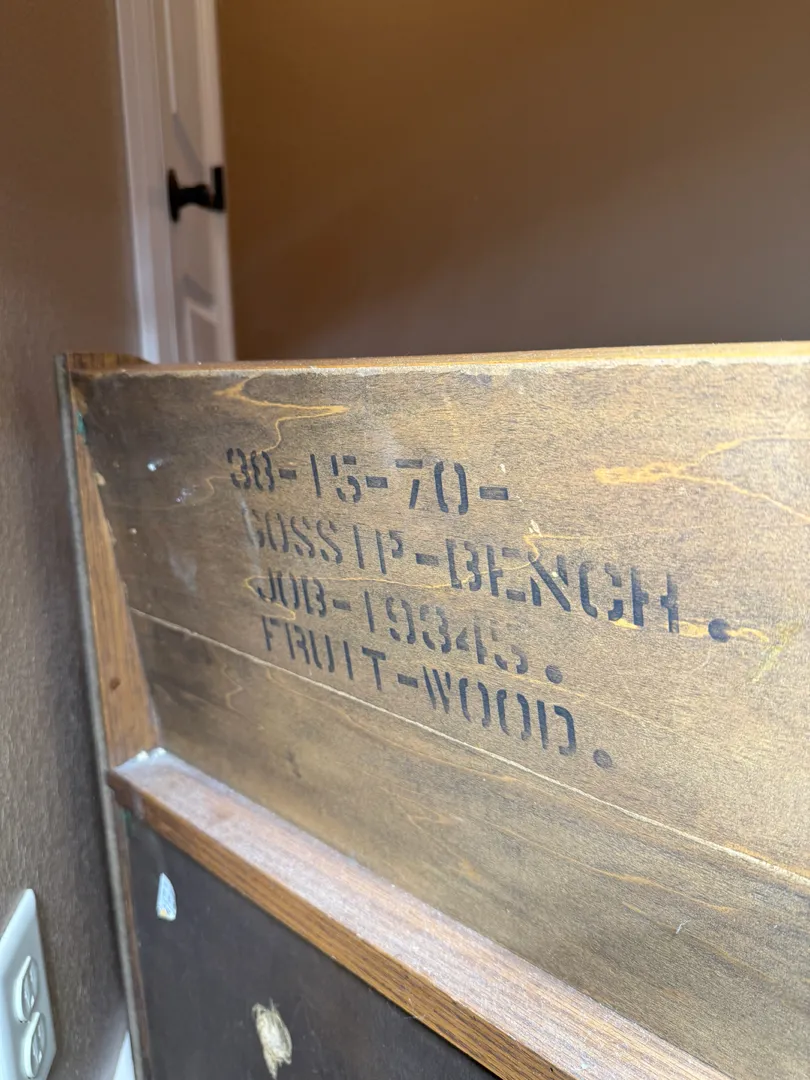 38-15-70-
GOSSIP-BENCH.
JOB-19345.
FRUIT-WOOD.